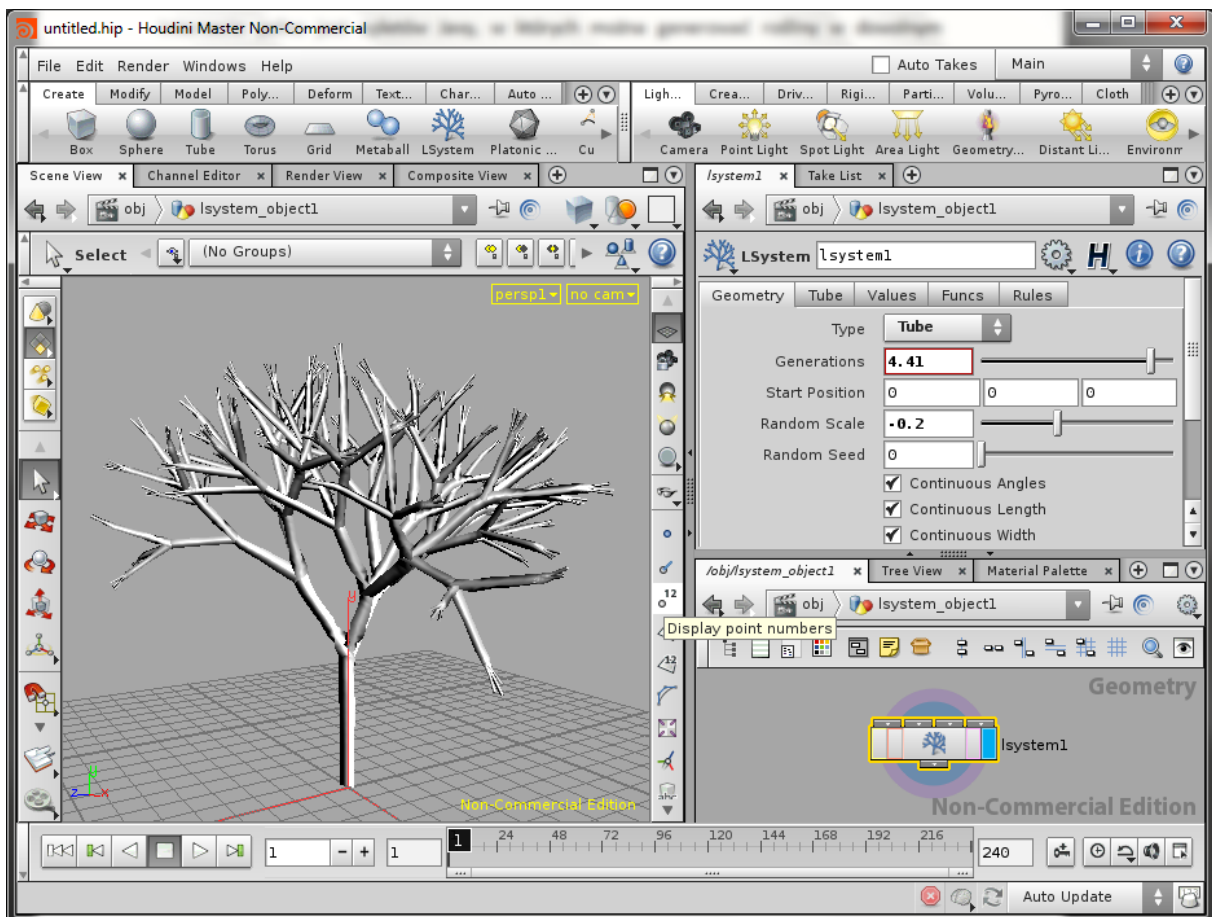 untitled.hip - Houdini Master Non-Commercial
File Edit Render Windows Help
Auto Takes Main
Create Modify Model Poly... Deform Text... Char... Auto ...
Ligh... Crea... Driv... Rigi... Parti... Volu... Pyro... Cloth
Box Sphere Tube Torus Grid Metaball LSystem Platonic ... Cu
Camera Point Light Spot Light Area Light Geometry... Distant Li... Environr
Scene View Channel Editor Render View Composite View
lsystem1 Take List
obj lsystem_object1
obj lsystem_object1
Select (No Groups)
LSystem lsystem1
persp1 no cam
Geometry Tube Values Funcs Rules
Type Tube
Generations 4.41
Start Position 0 0 0
Random Scale -0.2
Random Seed 0
Continuous Angles
Continuous Length
Continuous Width
/obj/lsystem_object1 Tree View Material Palette
obj lsystem_object1
12
Display point numbers
12
Geometry
lsystem1
Non-Commercial Edition
y
y
z x
abc
Non-Commercial Edition
1 - + 1
1 24 48 72 96 120 144 168 192 216
240
Auto Update